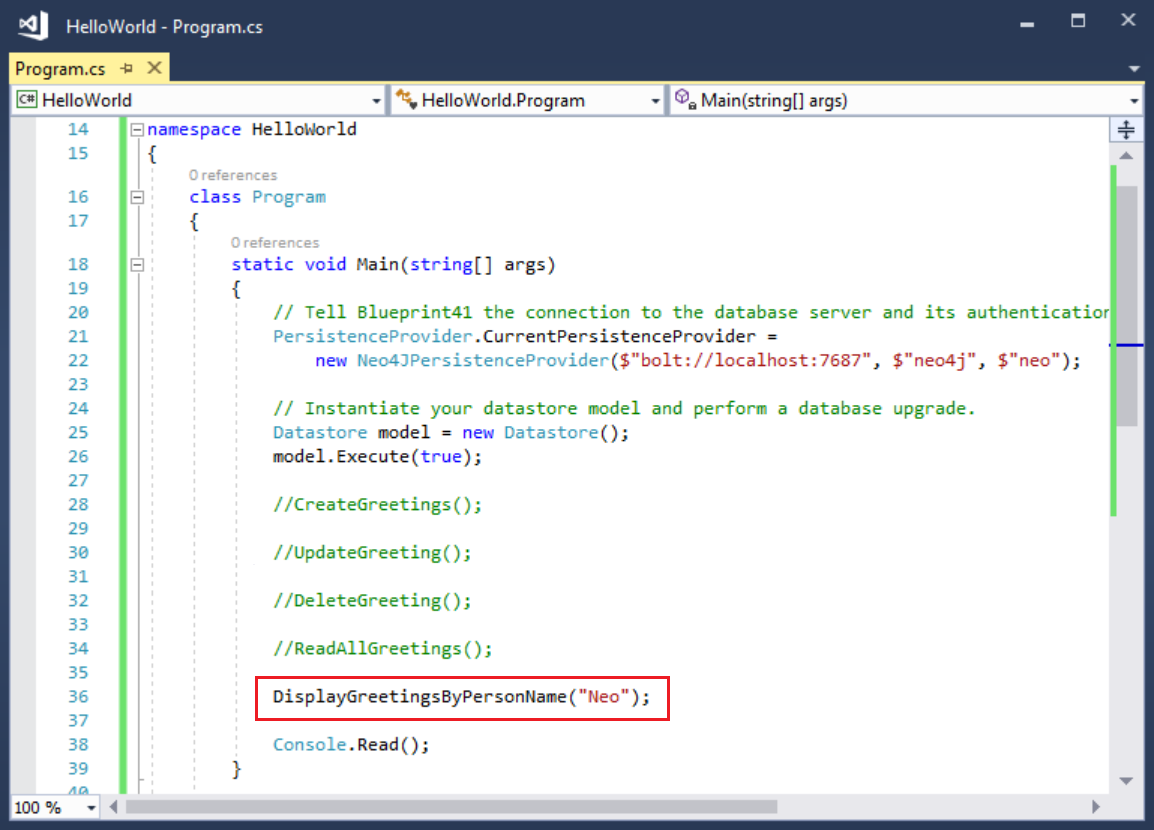 HelloWorld - Program.cs
Program.cs
C# HelloWorld HelloWorld.Program Main(string[] args)
14 namespace HelloWorld
15 {
0 references
16 class Program
17 {
0 references
18 static void Main(string[] args)
19 {
20 // Tell Blueprint41 the connection to the database server and its authentication
21 PersistenceProvider.CurrentPersistenceProvider =
22 new Neo4JPersistenceProvider($"bolt://localhost:7687", $"neo4j", $"neo");
23
24 // Instantiate your datastore model and perform a database upgrade.
25 Datastore model = new Datastore();
26 model.Execute(true);
27
28 //CreateGreetings();
29
30 //UpdateGreeting();
31
32 //DeleteGreeting();
33
34 //ReadAllGreetings();
35
36 DisplayGreetingsByPersonName("Neo");
37
38 Console.Read();
39 }
40
100 %